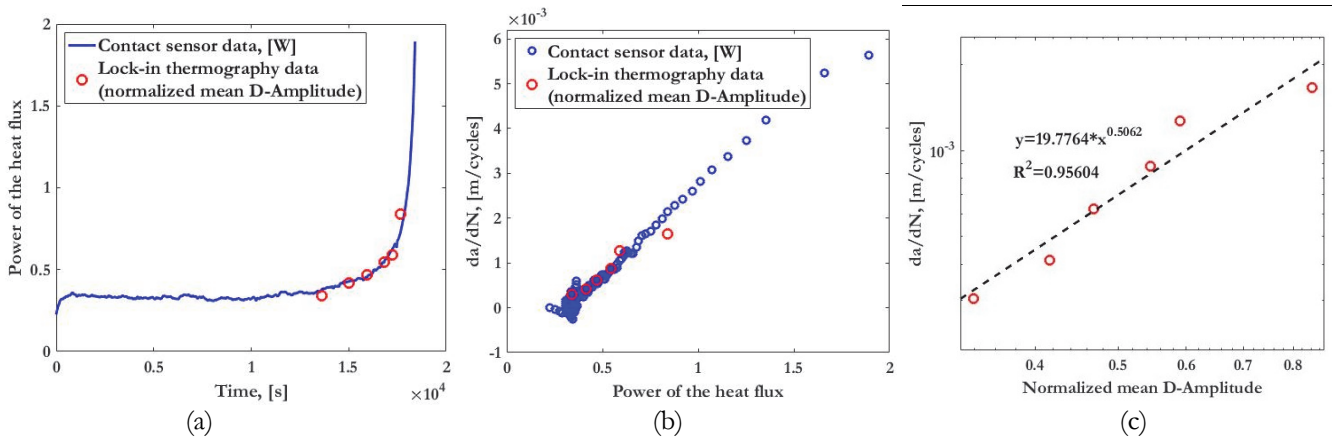 2
1.5
1
0.5
0
Power of the heat flux
Contact sensor data, [W]
Lock-in thermography data
(normalized mean D-Amplitude)
0 0.5 1 1.5 2
×10⁴
Time, [s]
(a)
×10⁻³
6
5
4
3
2
1
0
-1
da/dN, [m/cycles]
Contact sensor data, [W]
Lock-in thermography data
(normalized mean D-Amplitude)
0 0.5 1 1.5 2
Power of the heat flux
(b)
10⁻³
da/dN, [m/cycles]
y=19.7764*x^0.5062
R²=0.95604
0.4 0.5 0.6 0.7 0.8
Normalized mean D-Amplitude
(c)